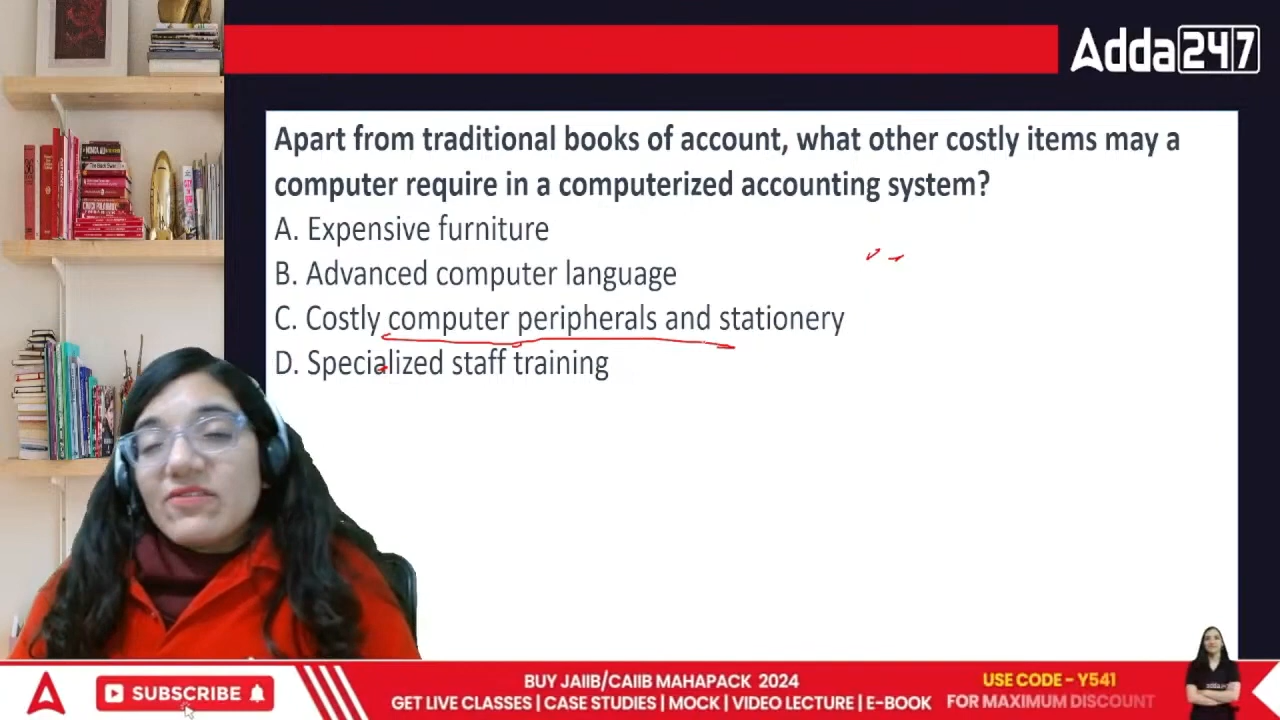 Adda247
Apart from traditional books of account, what other costly items may a
computer require in a computerized accounting system?
A. Expensive furniture
B. Advanced computer language
C. Costly computer peripherals and stationery
D. Specialized staff training
SUBSCRIBE
BUY JAIIB/CAIIB MAHAPACK 2024
GET LIVE CLASSES | CASE STUDIES | MOCK | VIDEO LECTURE | E-BOOK
USE CODE - Y541
FOR MAXIMUM DISCOUNT